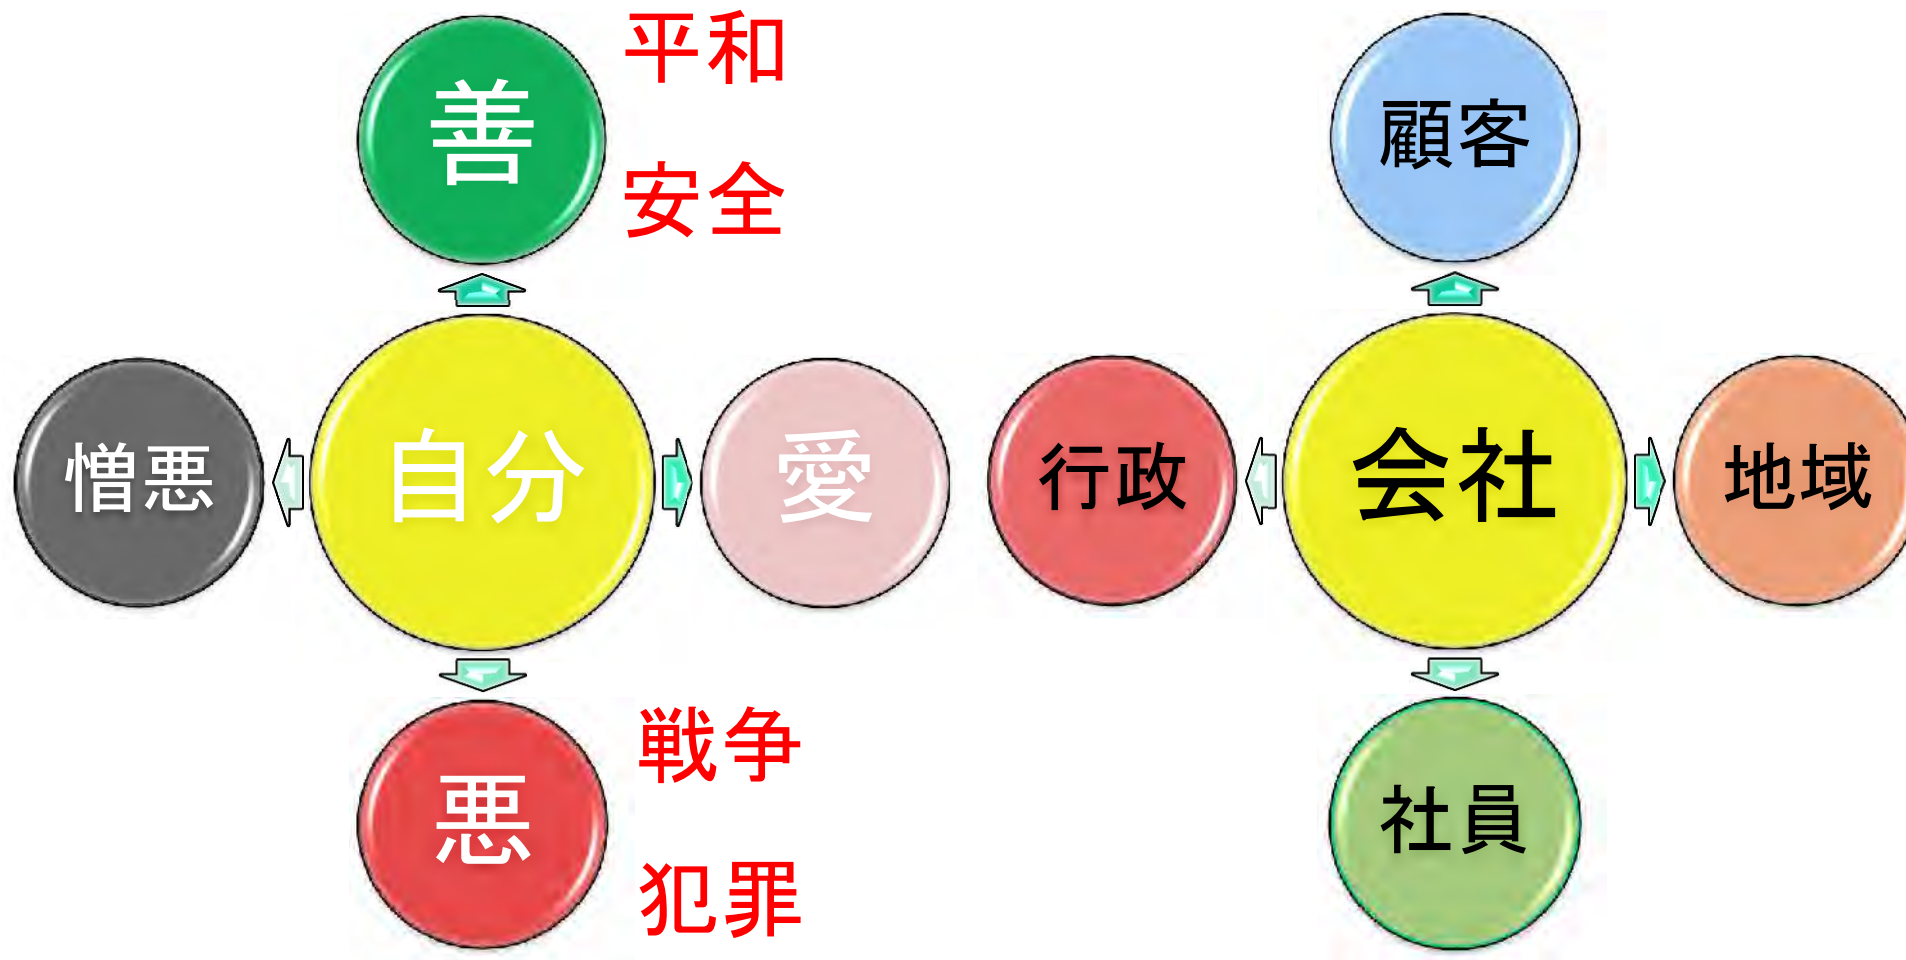 平和
善
安全
憎悪
自分
愛
悪
戦争
犯罪
顧客
行政
会社
地域
社員